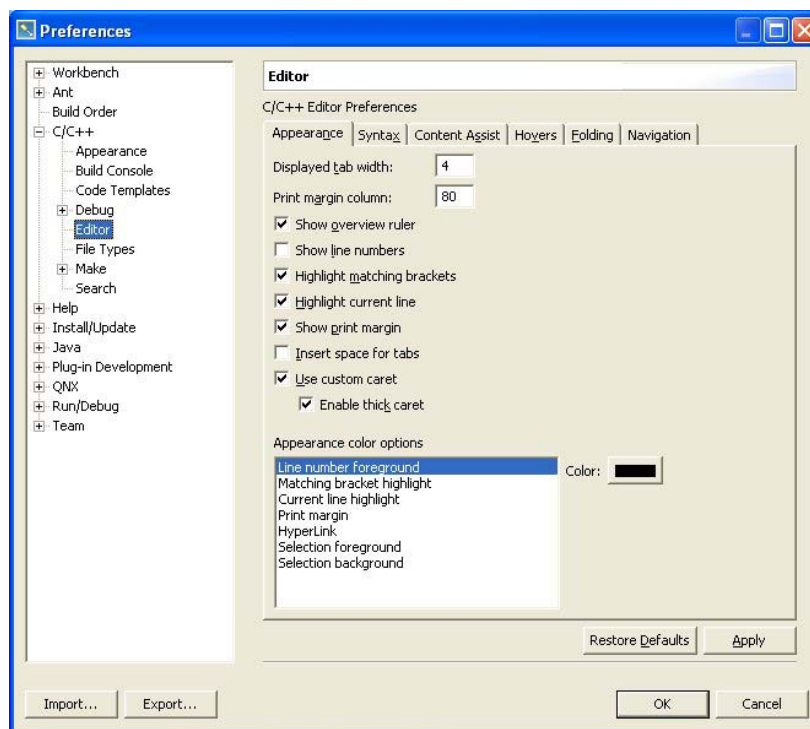 Preferences
Workbench
Ant
Build Order
C/C++
Appearance
Build Console
Code Templates
Debug
Editor
File Types
Make
Search
Help
Install/Update
Java
Plug-in Development
QNX
Run/Debug
Team
Editor
C/C++ Editor Preferences
Appearance Syntax Content Assist Hovers Folding Navigation
Displayed tab width: 4
Print margin column: 80
Show overview ruler
Show line numbers
Highlight matching brackets
Highlight current line
Show print margin
Insert space for tabs
Use custom caret
Enable thick caret
Appearance color options
Line number foreground
Matching bracket highlight
Current line highlight
Print margin
HyperLink
Selection foreground
Selection background
Color:
Restore Defaults Apply
Import... Export... OK Cancel